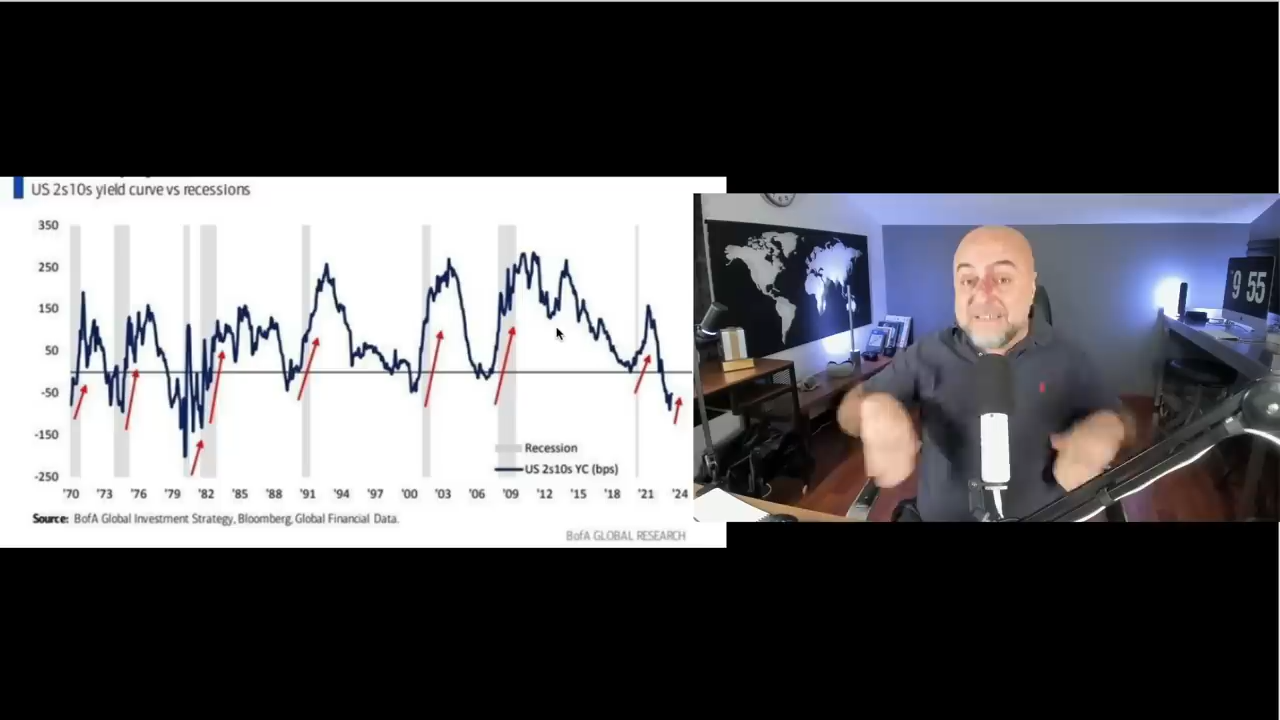 US 2s10s yield curve vs recessions
350
250
150
50
-50
-150
-250
Recession
US 2s10s YC (bps)
'70 '73 '76 '79 '82 '85 '88 '91 '94 '97 '00 '03 '06 '09 '12 '15 '18 '21 '24
Source: BofA Global Investment Strategy, Bloomberg, Global Financial Data.
BofA GLOBAL RESEARCH
9 55